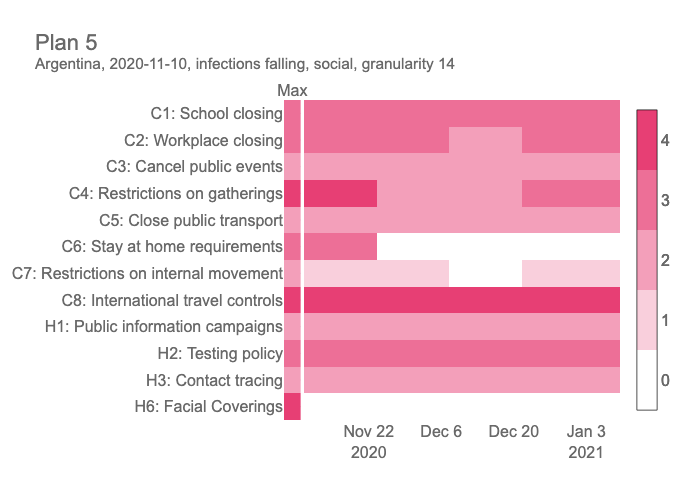 Plan 5
Argentina, 2020-11-10, infections falling, social, granularity 14
Max
C1: School closing
C2: Workplace closing
C3: Cancel public events
C4: Restrictions on gatherings
C5: Close public transport
C6: Stay at home requirements
C7: Restrictions on internal movement
C8: International travel controls
H1: Public information campaigns
H2: Testing policy
H3: Contact tracing
H6: Facial Coverings
Nov 22 Dec 6 Dec 20 Jan 3
2020 2021
4
3
2
1
0